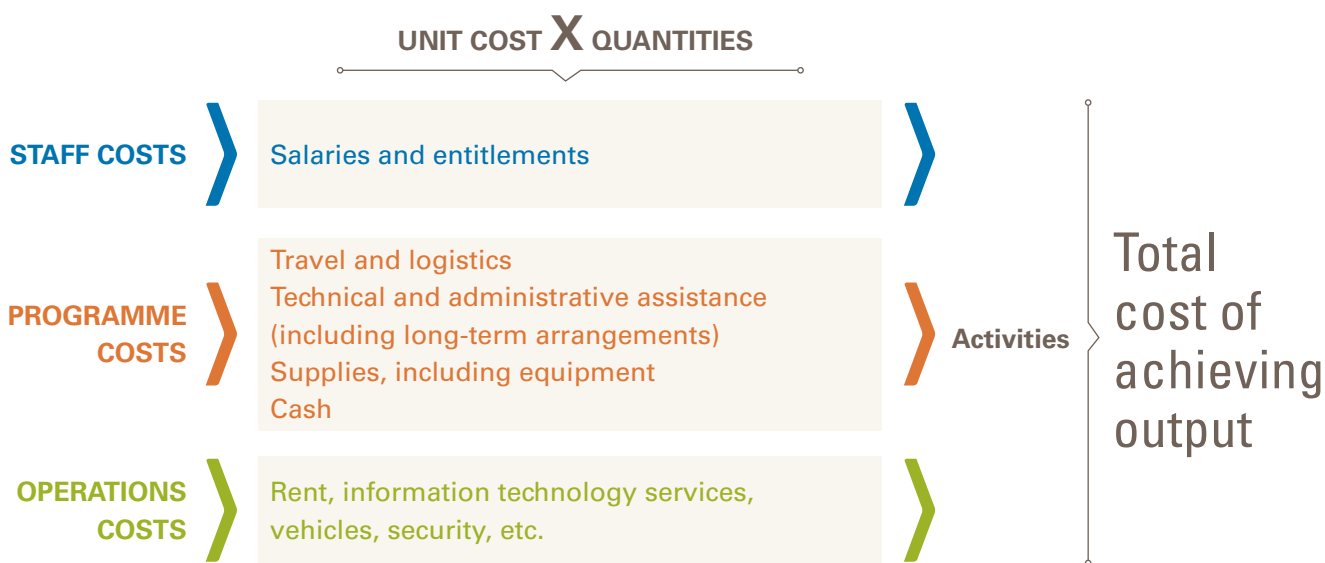 UNIT COST X QUANTITIES
STAFF COSTS
Salaries and entitlements
PROGRAMME
COSTS
Travel and logistics
Technical and administrative assistance
(including long-term arrangements)
Supplies, including equipment
Cash
Activities
OPERATIONS
COSTS
Rent, information technology services,
vehicles, security, etc.
Total
cost of
achieving
output